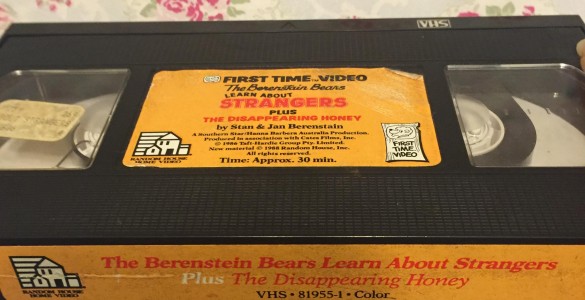 VHS
FIRST TIME VIDEO
The Berenstain Bears
LEARN ABOUT
STRANGERS
PLUS
THE DISAPPEARING HONEY
by Stan & Jan Berenstain
A Southern Star/Hanna Barbera Australia Production.
Produced in association with Cates Films, Inc.
© 1986 Taft-Hardie Group Pty. Limited.
New material © 1988 Random House, Inc.
All rights reserved.
Time: Approx. 30 min.
RANDOM HOUSE
HOME VIDEO
FIRST
TIME
VIDEO
The Berenstain Bears Learn About Strangers
Plus The Disappearing Honey
VHS • 81955-1 • Color
RANDOM HOUSE
HOME VIDEO